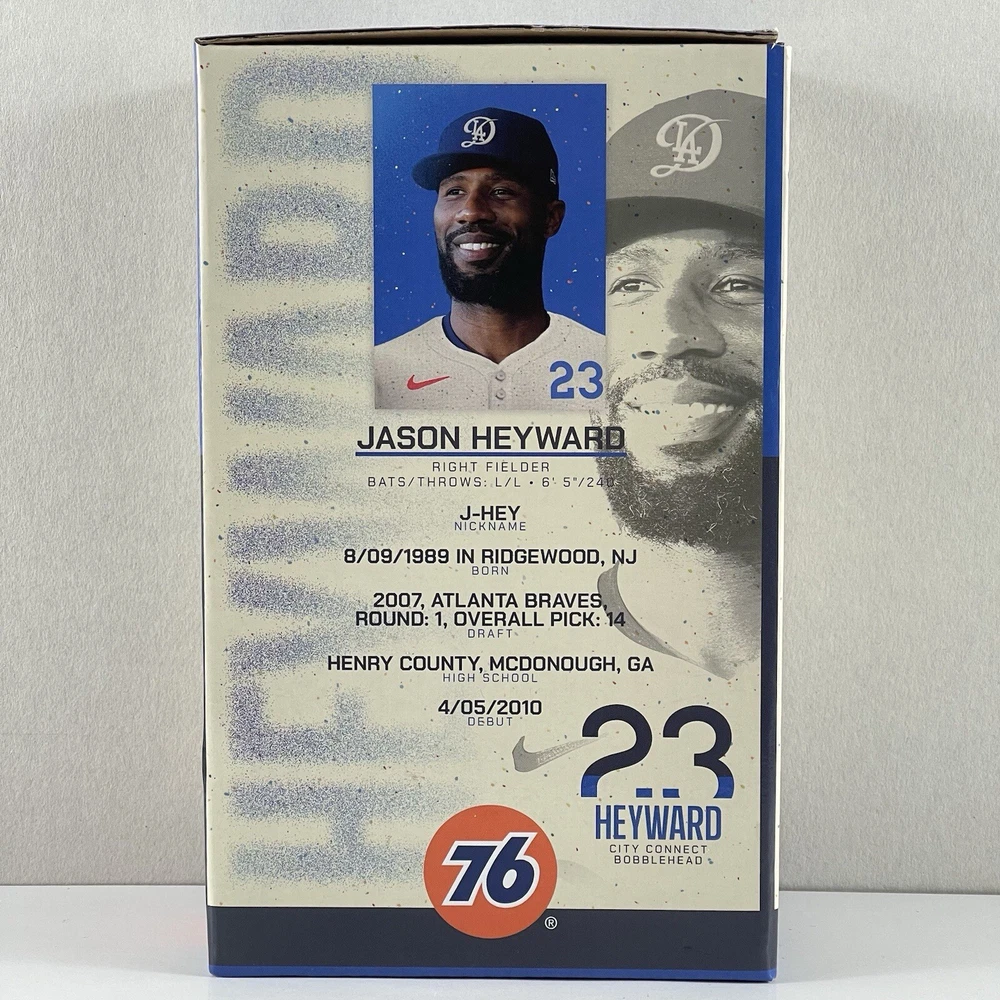 HEYWARD
LA D
LA D
23
JASON HEYWARD
RIGHT FIELDER
BATS/THROWS: L/L • 6' 5"/240
J-HEY
NICKNAME
8/09/1989 IN RIDGEWOOD, NJ
BORN
2007, ATLANTA BRAVES,
ROUND: 1, OVERALL PICK: 14
DRAFT
HENRY COUNTY, MCDONOUGH, GA
HIGH SCHOOL
4/05/2010
DEBUT
23
HEYWARD
CITY CONNECT
BOBBLEHEAD
76
®